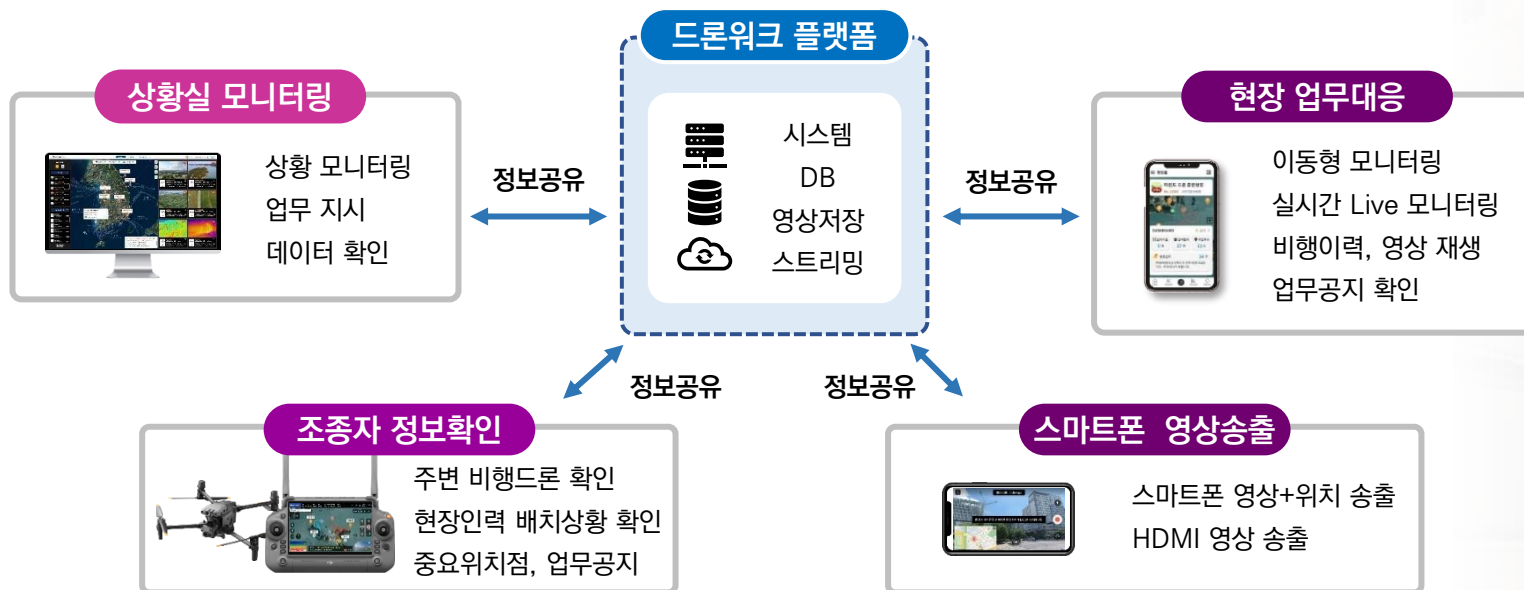 드론워크 플랫폼
시스템
DB
영상저장
스트리밍
상황실 모니터링
상황 모니터링
업무 지시
데이터 확인
정보공유
정보공유
현장 업무대응
이동형 모니터링
실시간 Live 모니터링
비행이력, 영상 재생
업무공지 확인
정보공유
정보공유
조종자 정보확인
주변 비행드론 확인
현장인력 배치상황 확인
중요위치점, 업무공지
스마트폰 영상송출
스마트폰 영상+위치 송출
HDMI 영상 송출